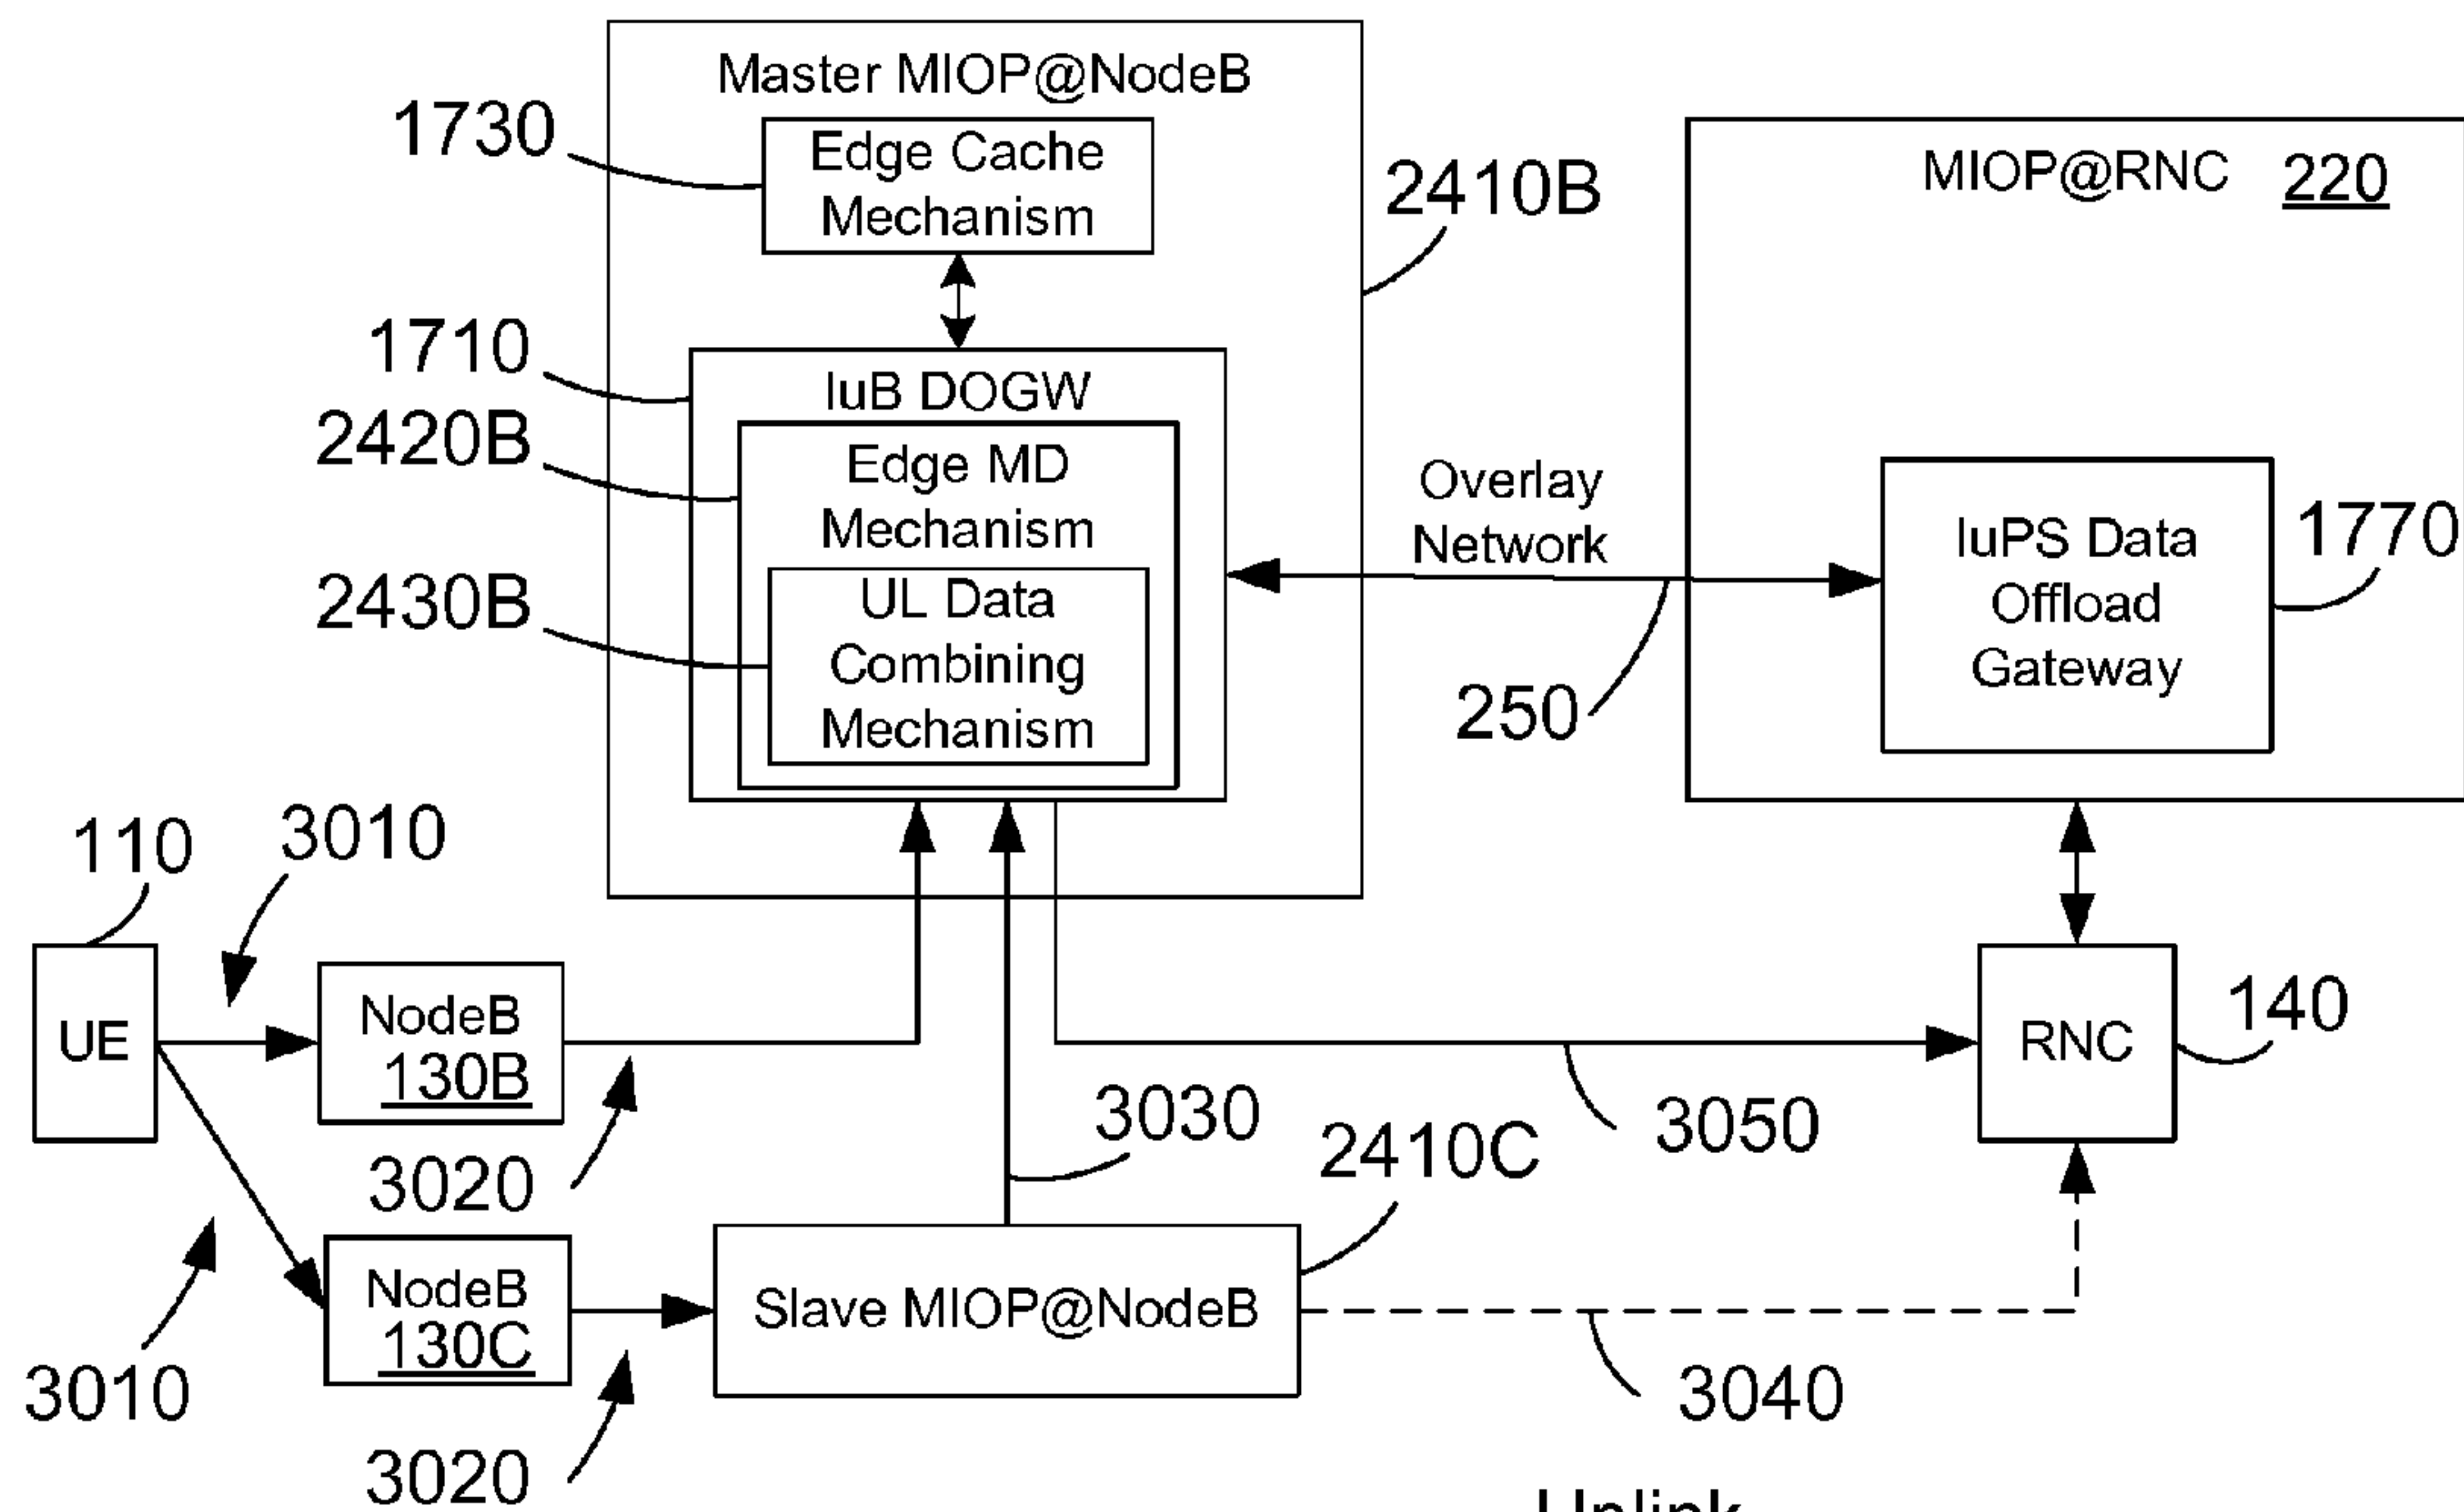 Master MIOP@NodeB
1730
Edge Cache
Mechanism
2410B
MIOP@RNC 220
1710
IuB DOGW
2420B
Edge MD
Mechanism
2430B
UL Data
Combining
Mechanism
Overlay
Network
250
IuPS Data
Offload
Gateway
1770
110
3010
UE
NodeB
130B
3020
3030
2410C
3050
RNC
140
3010
NodeB
130C
3020
Slave MIOP@NodeB
3040
Uplink